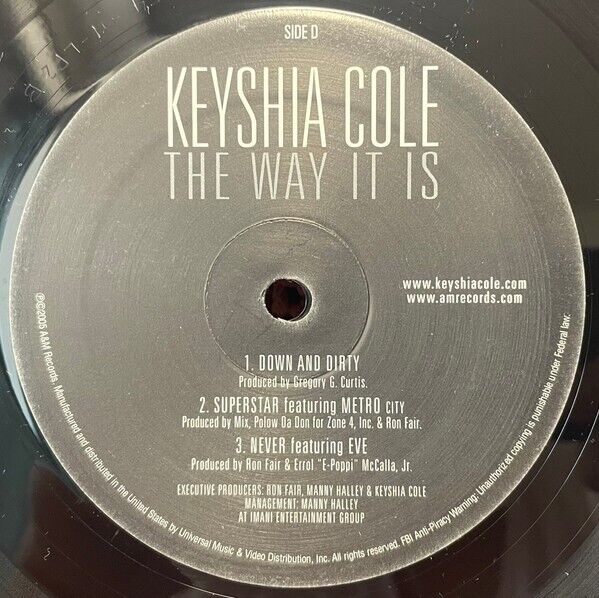 SIDE D
KEYSHIA COLE
THE WAY IT IS
www.keyshiacole.com
www.amrecords.com
1. DOWN AND DIRTY
Produced by Gregory G. Curtis.
2. SUPERSTAR featuring METRO CITY
Produced by Mix, Polow Da Don for Zone 4, Inc. & Ron Fair.
3. NEVER featuring EVE
Produced by Ron Fair & Errol "E-Poppi" McCalla, Jr.
EXECUTIVE PRODUCERS: RON FAIR, MANNY HALLEY & KEYSHIA COLE
MANAGEMENT: MANNY HALLEY
AT IMANI ENTERTAINMENT GROUP
℗©2005 A&M Records. Manufactured and distributed in the United States by Universal Music & Video Distribution, Inc. All rights reserved. FBI Anti-Piracy Warning: Unauthorized copying is punishable under Federal law.